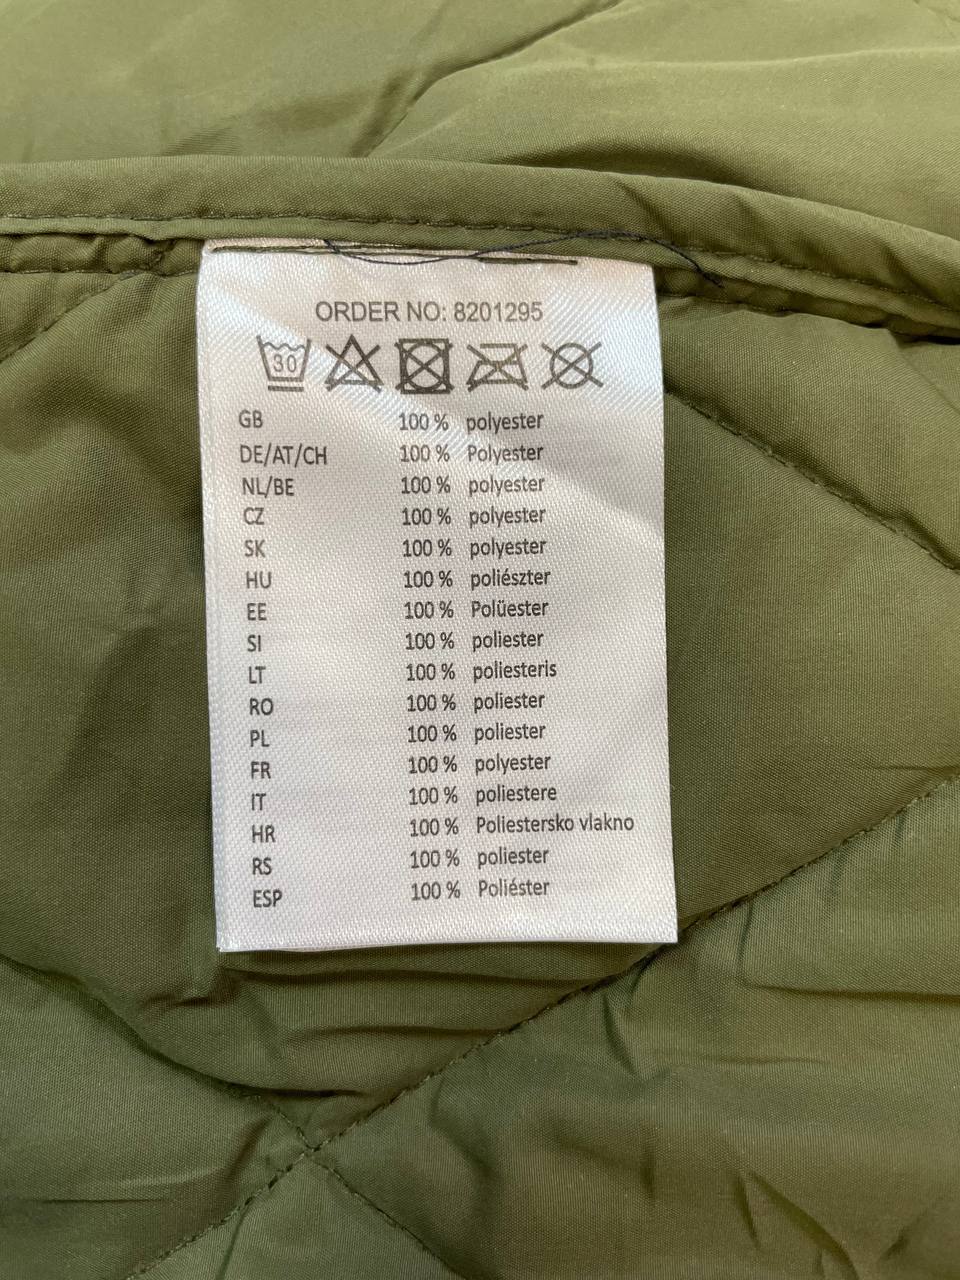 ORDER NO: 8201295
30
GB 100 % polyester
DE/AT/CH 100 % Polyester
NL/BE 100 % polyester
CZ 100 % polyester
SK 100 % polyester
HU 100 % poliészter
EE 100 % Polüester
SI 100 % poliester
LT 100 % poliesteris
RO 100 % poliester
PL 100 % poliester
FR 100 % polyester
IT 100 % poliestere
HR 100 % Poliestersko vlakno
RS 100 % poliester
ESP 100 % Poliéster